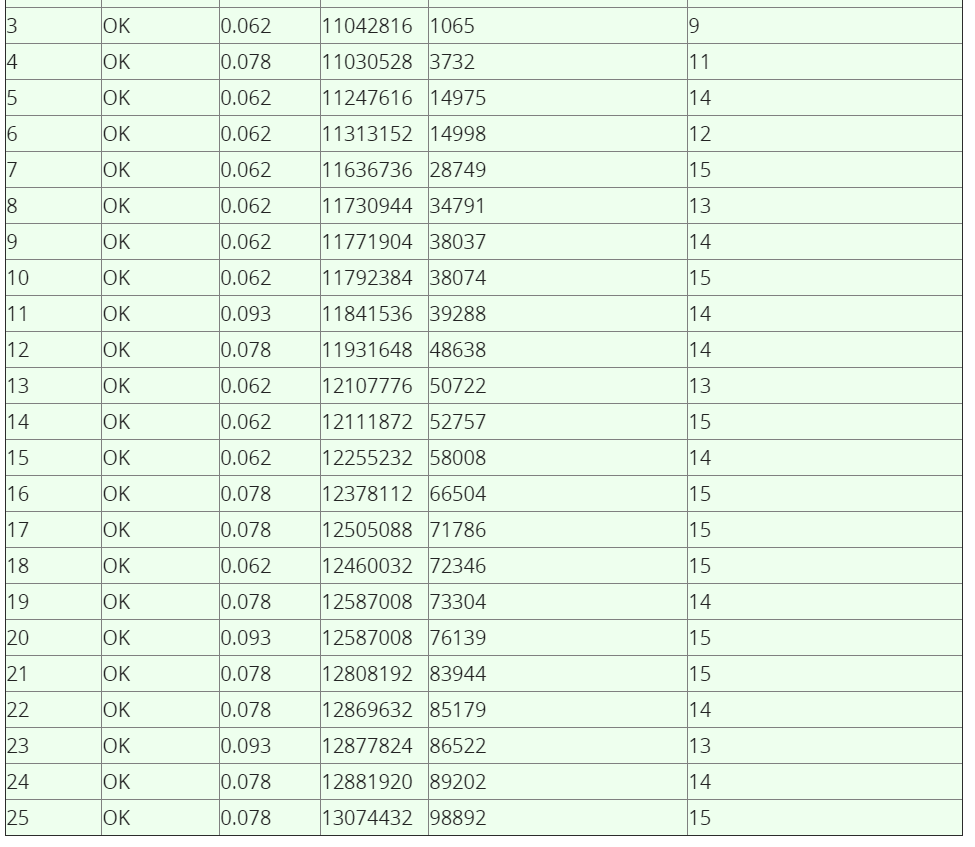 3 OK 0.062 11042816 1065 9
4 OK 0.078 11030528 3732 11
5 OK 0.062 11247616 14975 14
6 OK 0.062 11313152 14998 12
7 OK 0.062 11636736 28749 15
8 OK 0.062 11730944 34791 13
9 OK 0.062 11771904 38037 14
10 OK 0.062 11792384 38074 15
11 OK 0.093 11841536 39288 14
12 OK 0.078 11931648 48638 14
13 OK 0.062 12107776 50722 13
14 OK 0.062 12111872 52757 15
15 OK 0.062 12255232 58008 14
16 OK 0.078 12378112 66504 15
17 OK 0.078 12505088 71786 15
18 OK 0.062 12460032 72346 15
19 OK 0.078 12587008 73304 14
20 OK 0.093 12587008 76139 15
21 OK 0.078 12808192 83944 15
22 OK 0.078 12869632 85179 14
23 OK 0.093 12877824 86522 13
24 OK 0.078 12881920 89202 14
25 OK 0.078 13074432 98892 15